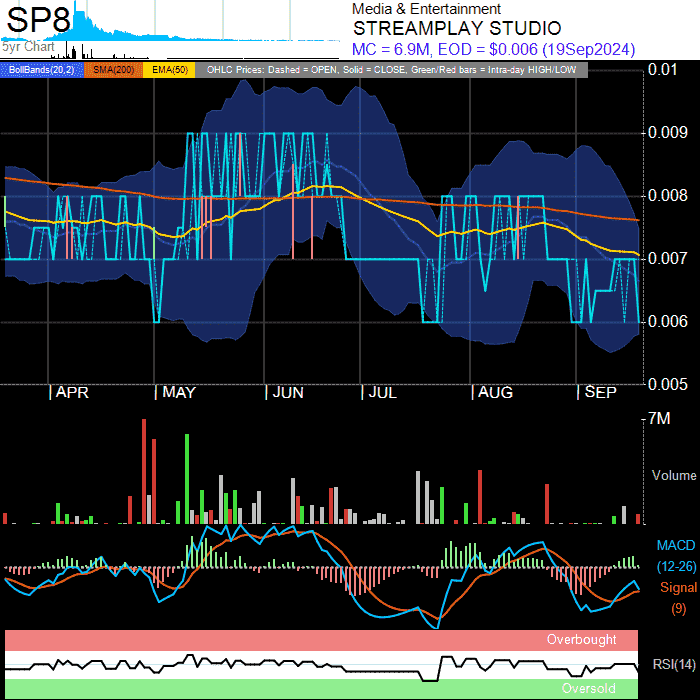 SP8
5yr Chart
Media & Entertainment
STREAMPLAY STUDIO
MC = 6.9M, EOD = $0.006 (19Sep2024)
BollBands(20,2) SMA(200) EMA(50) OHLC Prices: Dashed = OPEN, Solid = CLOSE, Green/Red bars = Intra-day HIGH/LOW
0.01
0.009
0.008
0.007
0.006
0.005
APR MAY JUN JUL AUG SEP
7M
Volume
MACD
(12-26)
Signal
(9)
Overbought
RSI(14)
Oversold